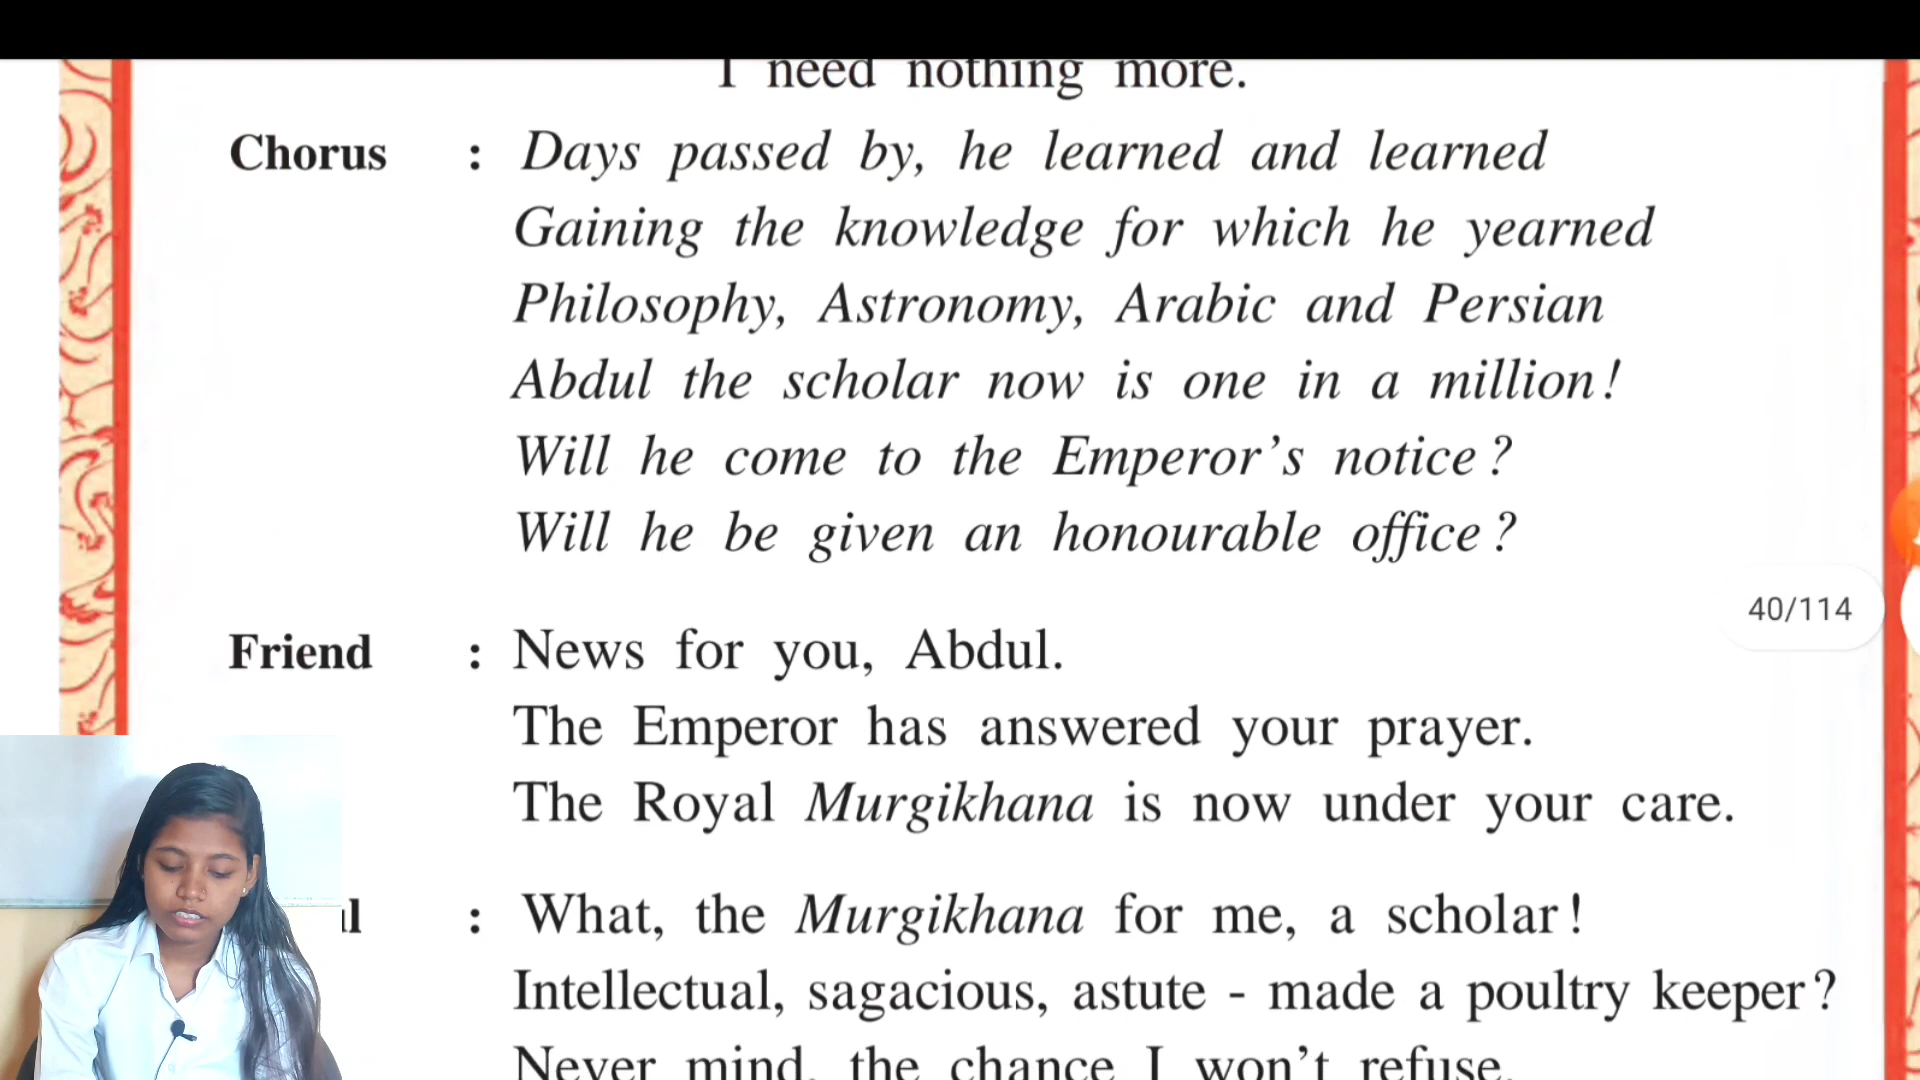 I need nothing more.
Chorus : Days passed by, he learned and learned
Gaining the knowledge for which he yearned
Philosophy, Astronomy, Arabic and Persian
Abdul the scholar now is one in a million!
Will he come to the Emperor's notice?
Will he be given an honourable office?
40/114
Friend : News for you, Abdul.
The Emperor has answered your prayer.
The Royal Murgikhana is now under your care.
l : What, the Murgikhana for me, a scholar!
Intellectual, sagacious, astute - made a poultry keeper?
Never mind, the chance I won't refuse.